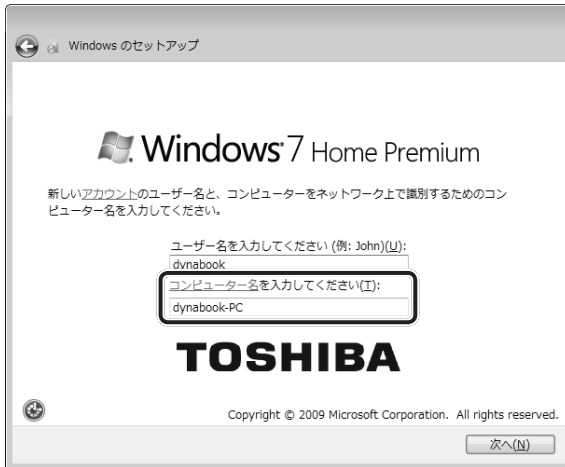 Windows のセットアップ
Windows 7 Home Premium
新しいアカウントのユーザー名と、コンピューターをネットワーク上で識別するためのコン
ピューター名を入力してください。
ユーザー名を入力してください (例: John)(U):
dynabook
コンピューター名を入力してください(T):
dynabook-PC
TOSHIBA
Copyright © 2009 Microsoft Corporation. All rights reserved.
次へ(N)